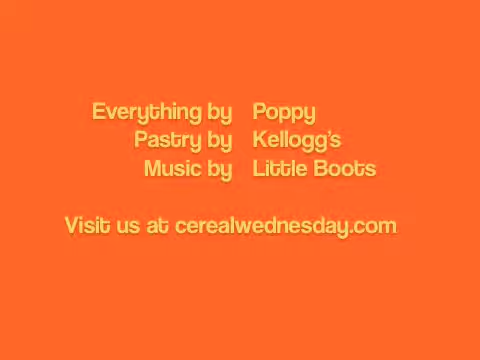 Everything by Poppy
Pastry by Kellogg's
Music by Little Boots
Visit us at cerealwednesday.com